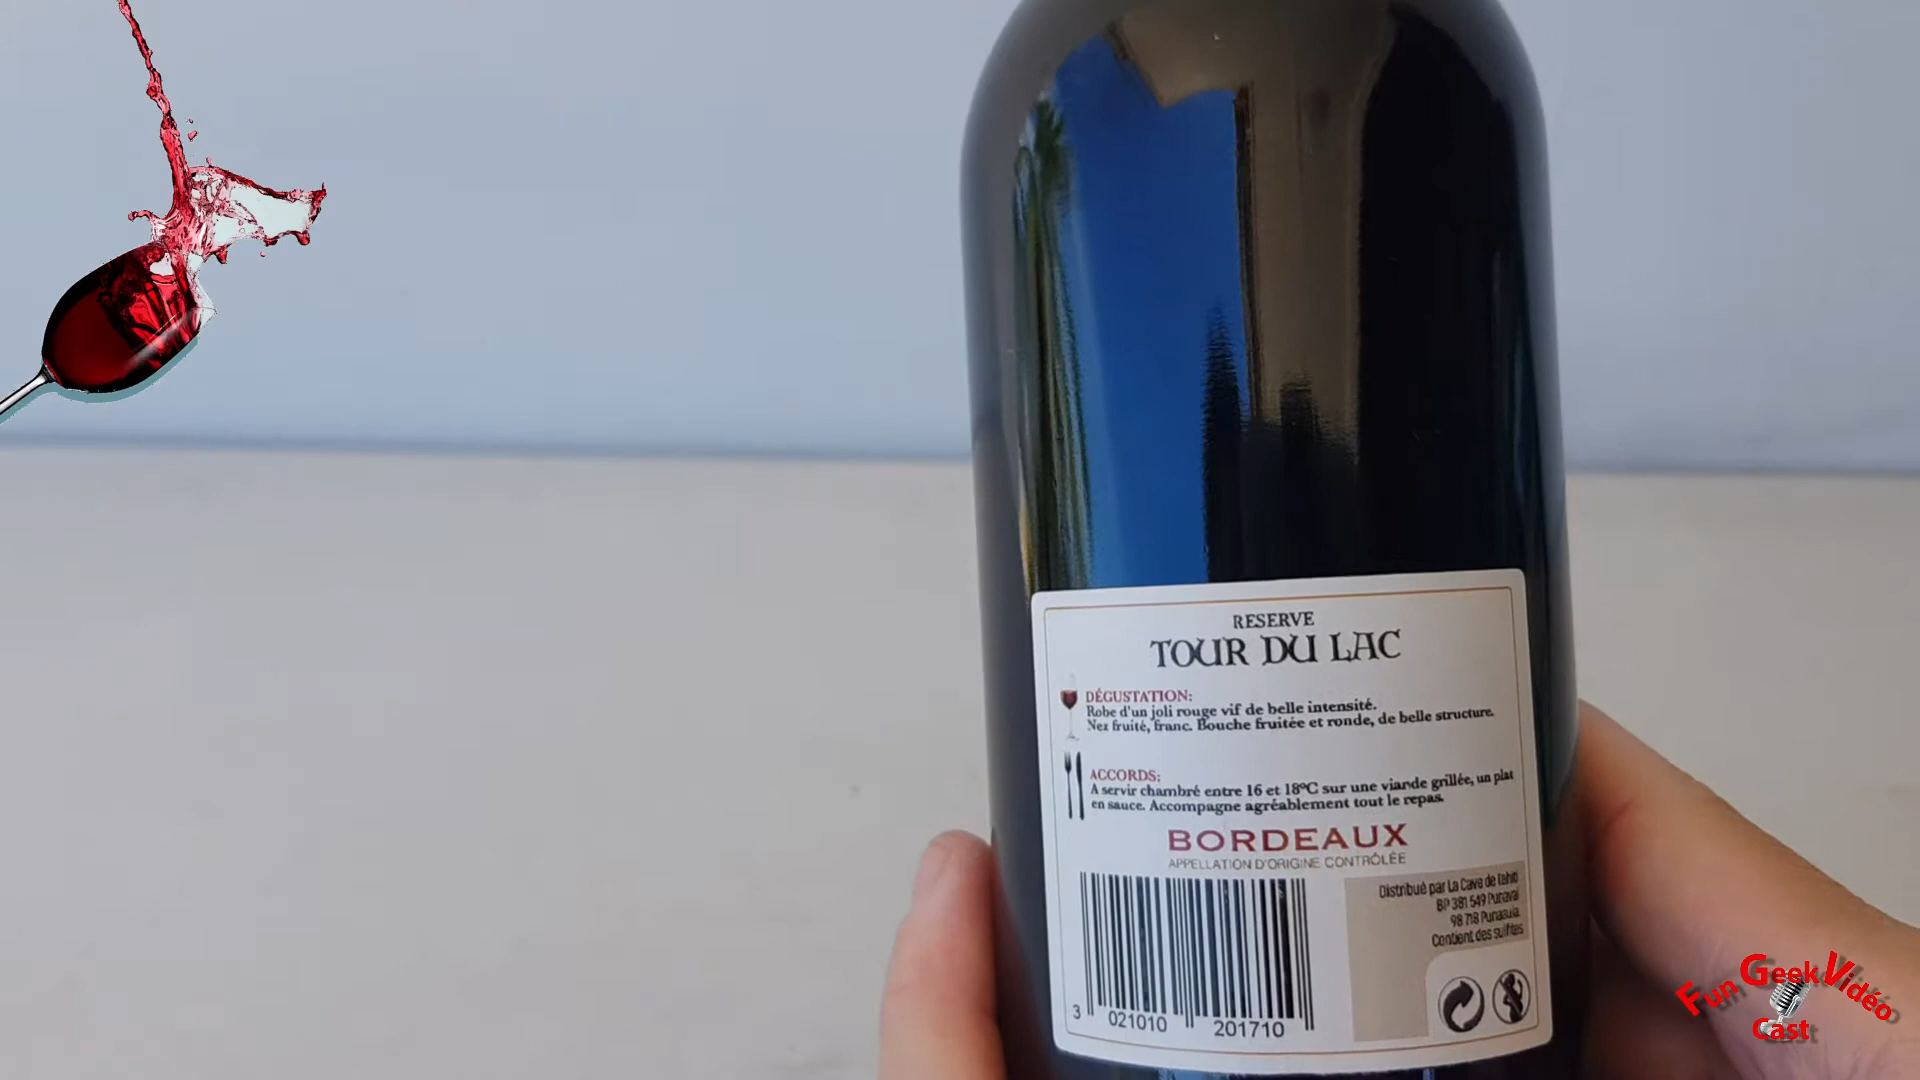 RESERVE
TOUR DU LAC
DÉGUSTATION:
Robe d'un joli rouge vif de belle intensité.
Nez fruité, franc. Bouche fruitée et ronde, de belle structure.
ACCORDS:
A servir chambré entre 16 et 18°C sur une viande grillée, un plat
en sauce. Accompagne agréablement tout le repas.
BORDEAUX
APPELLATION D'ORIGINE CONTRÔLÉE
Distribué par La Cave de Tahiti
BP 381 549 Punavai
98 718 Punaauia
Contient des sulfites
3 021010 201710
Fun Geek Vidéo
Cast